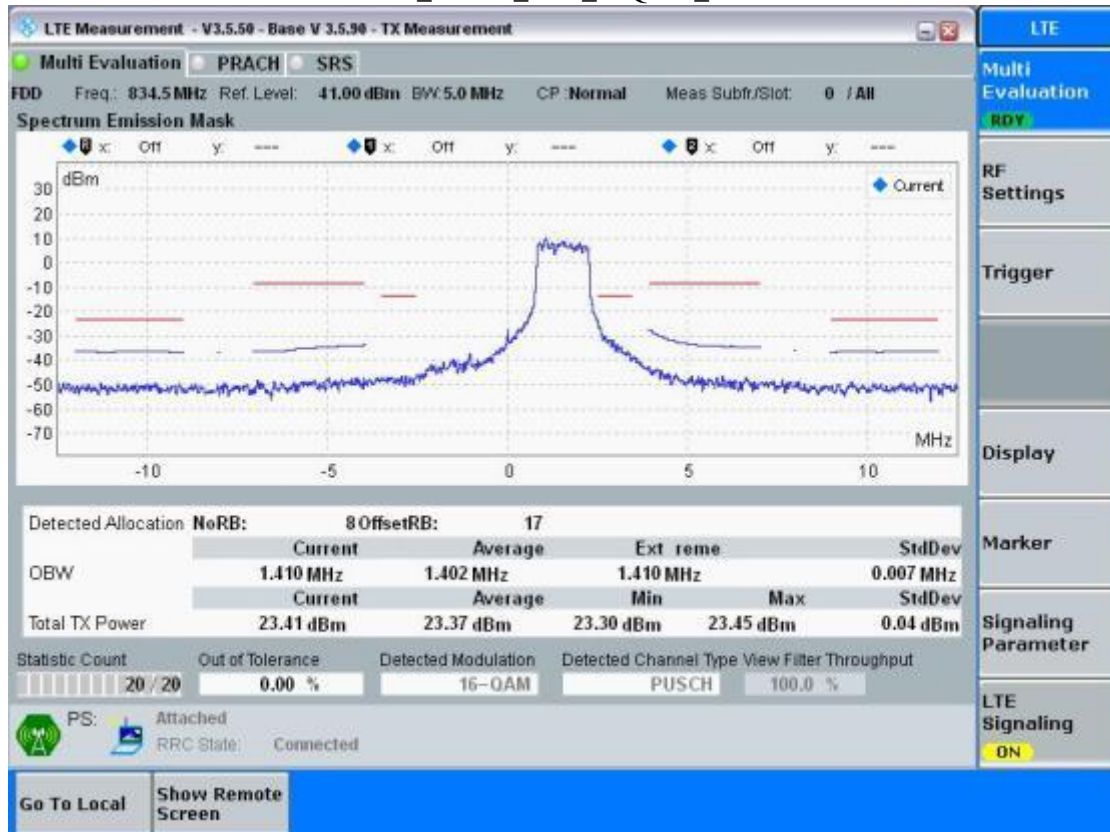 LTE Measurement - V3.5.50 - Base V 3.5.90 - TX Measurement
LTE
Multi Evaluation PRACH SRS
Multi
Evaluation
RDY
FDD Freq.: 834.5 MHz Ref. Level: 41.00 dBm BW: 5.0 MHz CP :Normal Meas Subfr./Slot: 0 / All
Spectrum Emission Mask
x: Off y: --- x: Off y: --- x: Off y: ---
dBm
Current
30
20
10
0
-10
-20
-30
-40
-50
-60
-70
MHz
-10 -5 0 5 10
RF
Settings
Trigger
Display
Marker
Signaling
Parameter
LTE
Signaling
ON
Detected Allocation NoRB: 8 OffsetRB: 17
Current Average Ext reme StdDev
OBW 1.410 MHz 1.402 MHz 1.410 MHz 0.007 MHz
Current Average Min Max StdDev
Total TX Power 23.41 dBm 23.37 dBm 23.30 dBm 23.45 dBm 0.04 dBm
Statistic Count Out of Tolerance Detected Modulation Detected Channel Type View Filter Throughput
20 / 20 0.00 % 16-QAM PUSCH 100.0 %
PS: Attached
RRC State: Connected
Go To Local
Show Remote
Screen